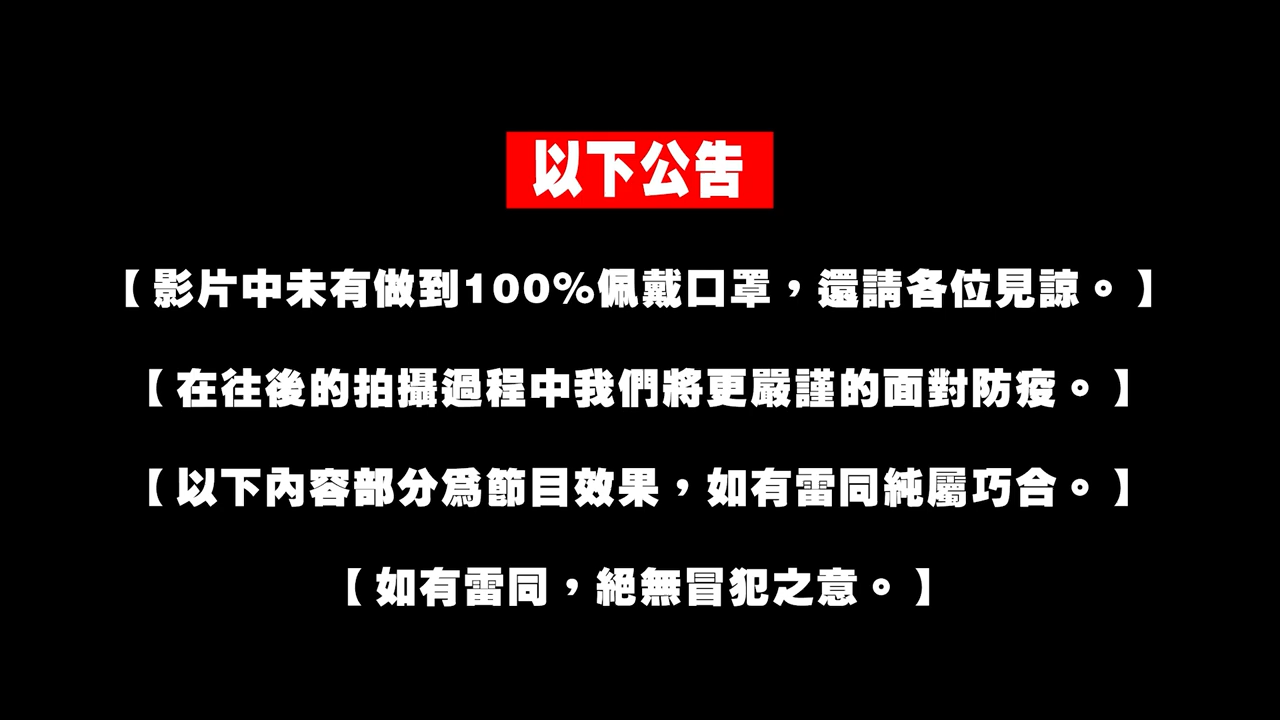 以下公告
【影片中未有做到100%佩戴口罩，還請各位見諒。】
【在往後的拍攝過程中我們將更嚴謹的面對防疫。】
【以下內容部分為節目效果，如有雷同純屬巧合。】
【如有雷同，絕無冒犯之意。】